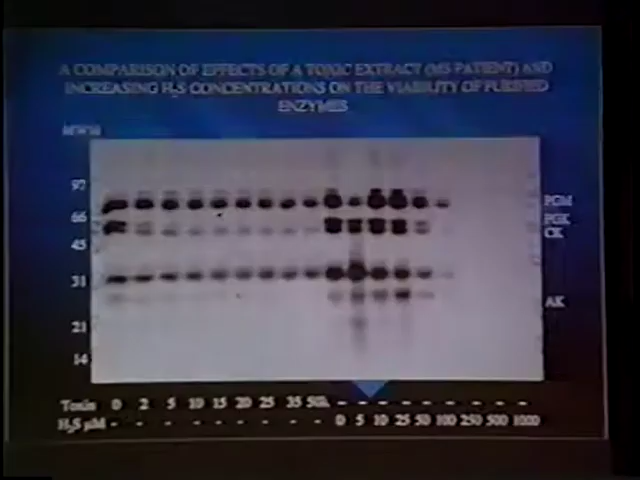 A COMPARISON OF EFFECTS OF A TOXIC EXTRACT (MS PATIENT) AND
INCREASING H₂S CONCENTRATIONS ON THE VIABILITY OF PURIFIED
ENZYMES
97
66
45
31
21
14
PGM
PGK
CK
AK
Toxin 0 2 5 10 15 20 25 35 50λ - - - - - - - - -
H₂S μM - - - - - - - - - 0 5 10 25 50 100 250 500 1000